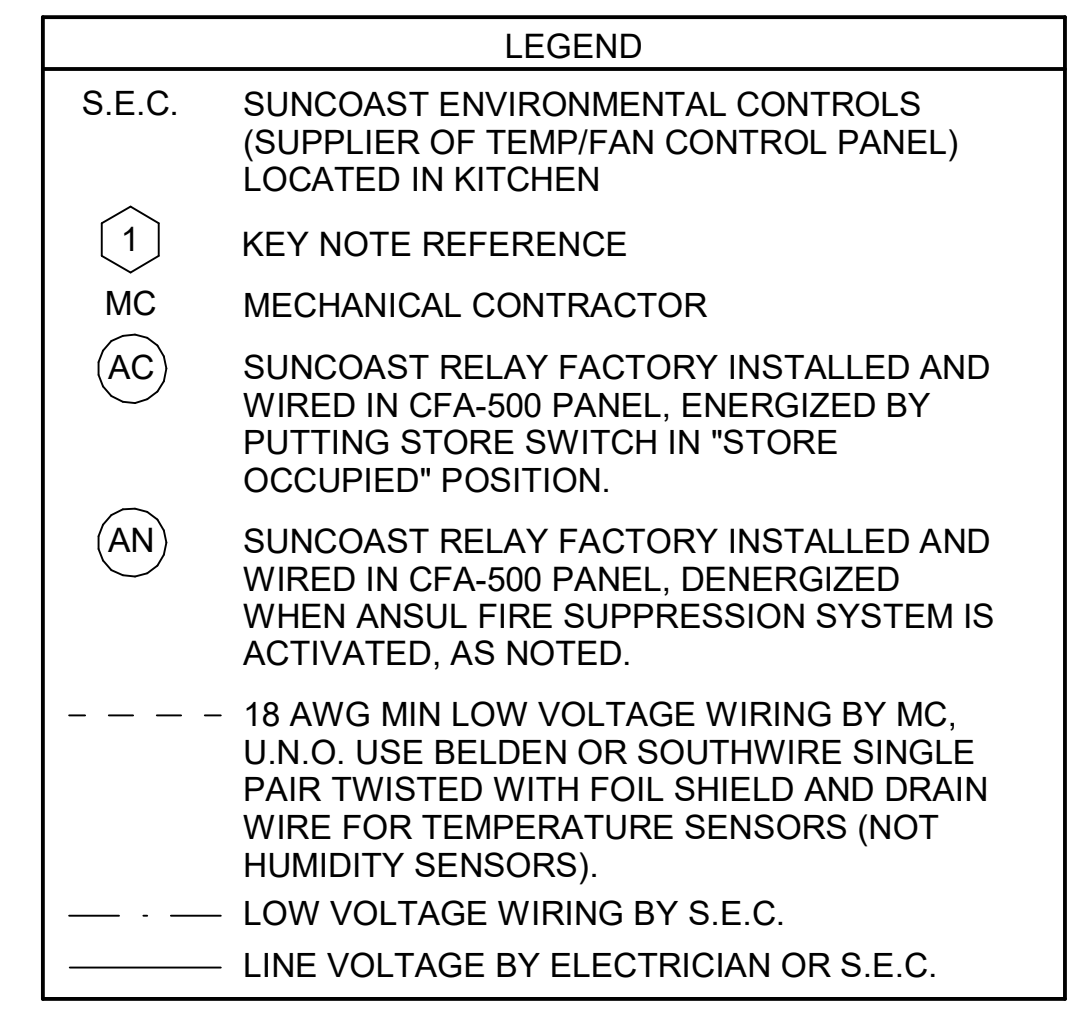 LEGEND
S.E.C. SUNCOAST ENVIRONMENTAL CONTROLS
(SUPPLIER OF TEMP/FAN CONTROL PANEL)
LOCATED IN KITCHEN
1 KEY NOTE REFERENCE
MC MECHANICAL CONTRACTOR
AC SUNCOAST RELAY FACTORY INSTALLED AND
WIRED IN CFA-500 PANEL, ENERGIZED BY
PUTTING STORE SWITCH IN "STORE
OCCUPIED" POSITION.
AN SUNCOAST RELAY FACTORY INSTALLED AND
WIRED IN CFA-500 PANEL, DENERGIZED
WHEN ANSUL FIRE SUPPRESSION SYSTEM IS
ACTIVATED, AS NOTED.
18 AWG MIN LOW VOLTAGE WIRING BY MC,
U.N.O. USE BELDEN OR SOUTHWIRE SINGLE
PAIR TWISTED WITH FOIL SHIELD AND DRAIN
WIRE FOR TEMPERATURE SENSORS (NOT
HUMIDITY SENSORS).
LOW VOLTAGE WIRING BY S.E.C.
LINE VOLTAGE BY ELECTRICIAN OR S.E.C.